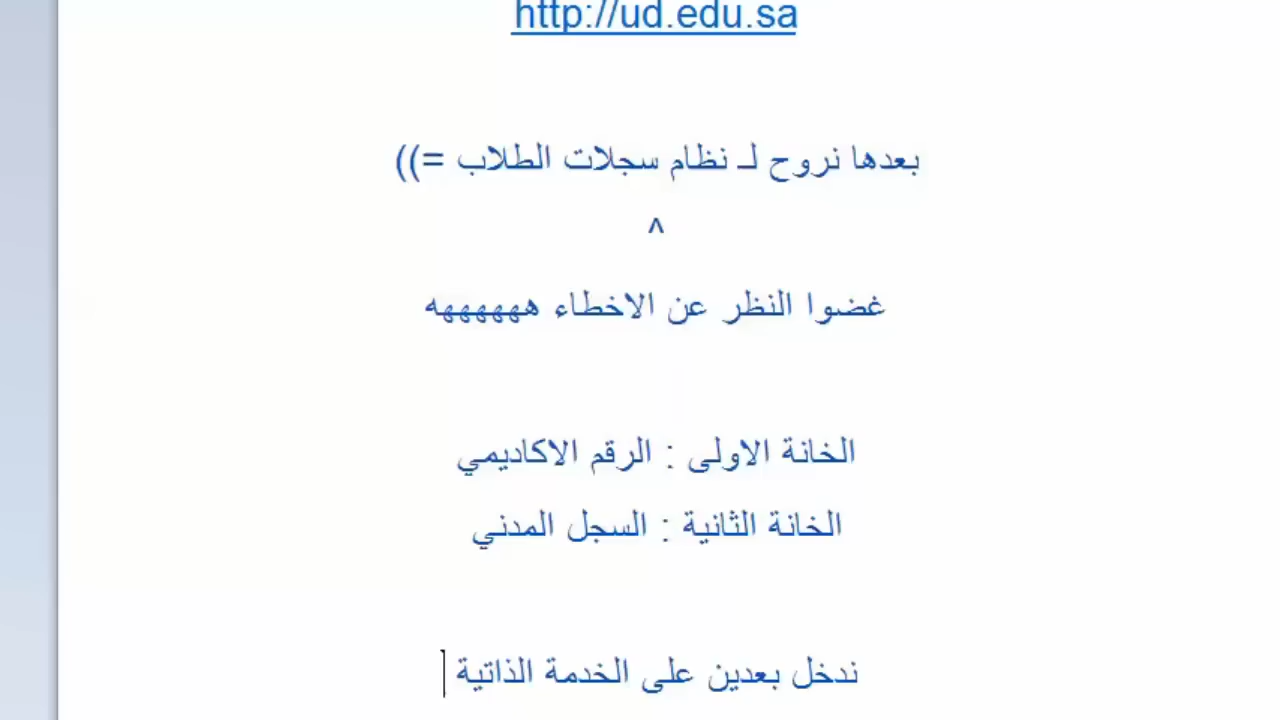 http://ud.edu.sa
بعدها نروح لـ نظام سجلات الطلاب =))
^
غضوا النظر عن الاخطاء ههههههه
الخانة الاولى : الرقم الاكاديمي
الخانة الثانية : السجل المدني
ندخل بعدين على الخدمة الذاتية